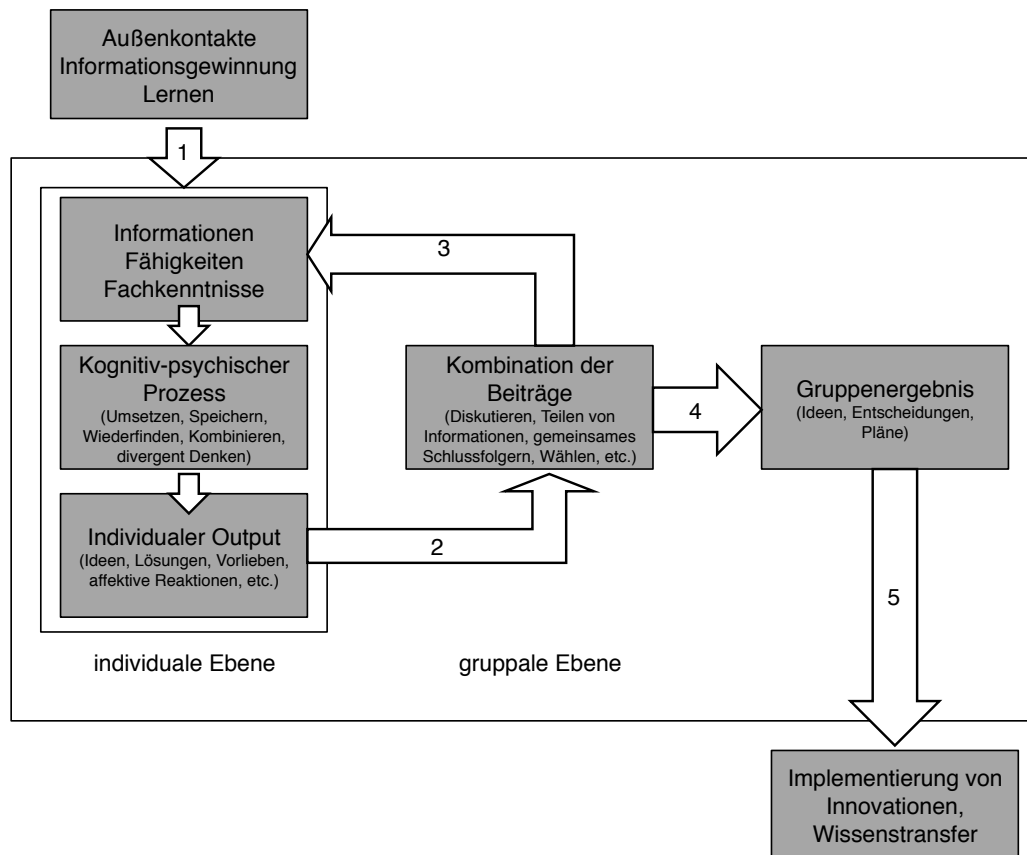 Außenkontakte
Informationsgewinnung
Lernen
1
Informationen
Fähigkeiten
Fachkenntnisse
3
Kognitiv-psychischer
Prozess
(Umsetzen, Speichern,
Wiederfinden, Kombinieren,
divergent Denken)
Kombination der
Beiträge
(Diskutieren, Teilen von
Informationen, gemeinsames
Schlussfolgern, Wählen, etc.)
4
Gruppenergebnis
(Ideen, Entscheidungen,
Pläne)
Individualer Output
(Ideen, Lösungen, Vorlieben,
affektive Reaktionen, etc.)
2
5
individuale Ebene
gruppale Ebene
Implementierung von
Innovationen,
Wissenstransfer